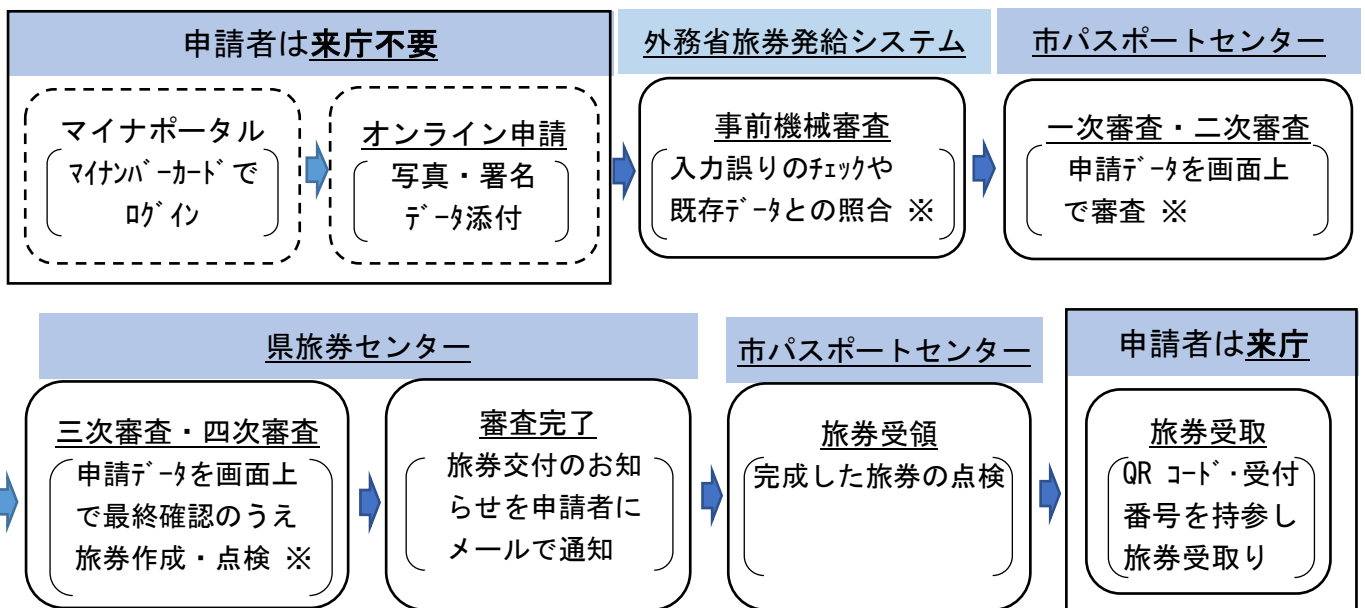 申請者は来庁不要
マイナポータル
ﾏｲﾅﾝﾊﾞｰｶｰﾄﾞで
ﾛｸﾞｲﾝ
オンライン申請
写真・署名
ﾃﾞｰﾀ添付
外務省旅券発給システム
事前機械審査
入力誤りのﾁｪｯｸや
既存ﾃﾞｰﾀとの照合 ※
市パスポートセンター
一次審査・二次審査
申請ﾃﾞｰﾀを画面上
で審査 ※
県旅券センター
三次審査・四次審査
申請ﾃﾞｰﾀを画面上
で最終確認のうえ
旅券作成・点検 ※
審査完了
旅券交付のお知
らせを申請者に
メールで通知
市パスポートセンター
旅券受領
完成した旅券の点検
申請者は来庁
旅券受取
QR ｺｰﾄﾞ・受付
番号を持参し
旅券受取り